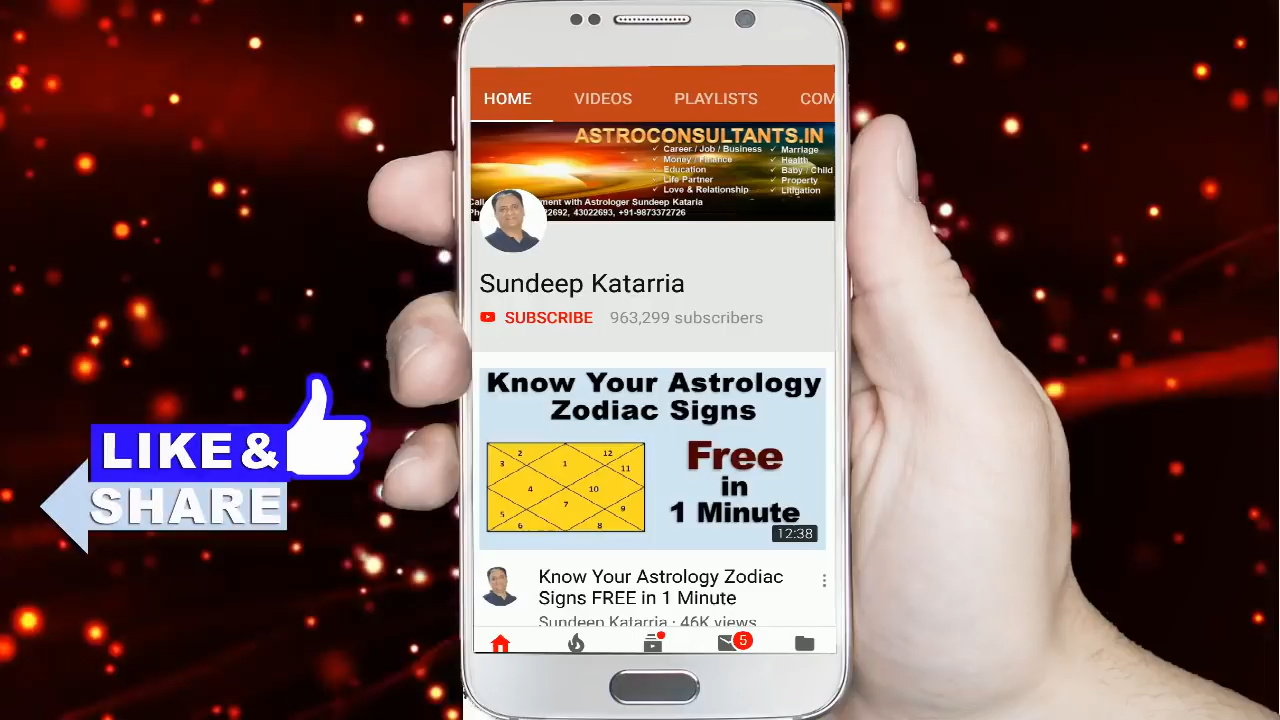 HOME VIDEOS PLAYLISTS COM
ASTROCONSULTANTS.IN
✓ Career / Job / Business ✓ Marriage
✓ Money / Finance ✓ Health
✓ Education ✓ Baby / Child
✓ Life Partner ✓ Property
✓ Love & Relationship ✓ Litigation
Call ment with Astrologer Sundeep Kataria
22692, 43022693, +91-9873372726
Sundeep Katarria
SUBSCRIBE 963,299 subscribers
Know Your Astrology
Zodiac Signs
2 12
3 1 11
4 10
5 7 9
6 8
Free
in
1 Minute
12:38
Know Your Astrology Zodiac
Signs FREE in 1 Minute
Sundeep Katarria · 46K views
5
LIKE &
SHARE